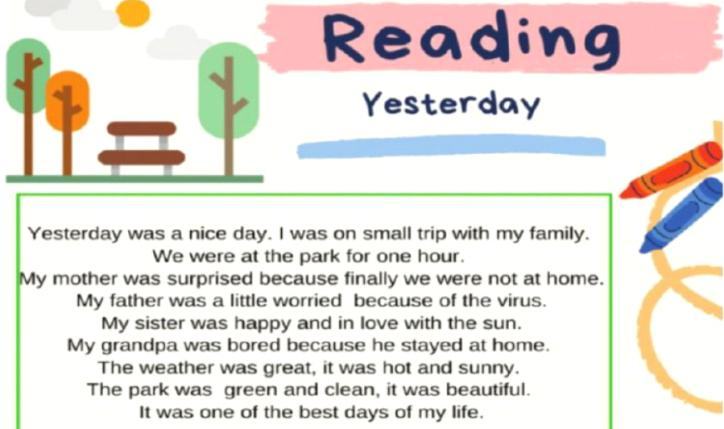 Reading
Yesterday
Yesterday was a nice day. I was on small trip with my family.
We were at the park for one hour.
My mother was surprised because finally we were not at home.
My father was a little worried because of the virus.
My sister was happy and in love with the sun.
My grandpa was bored because he stayed at home.
The weather was great, it was hot and sunny.
The park was green and clean, it was beautiful.
It was one of the best days of my life.